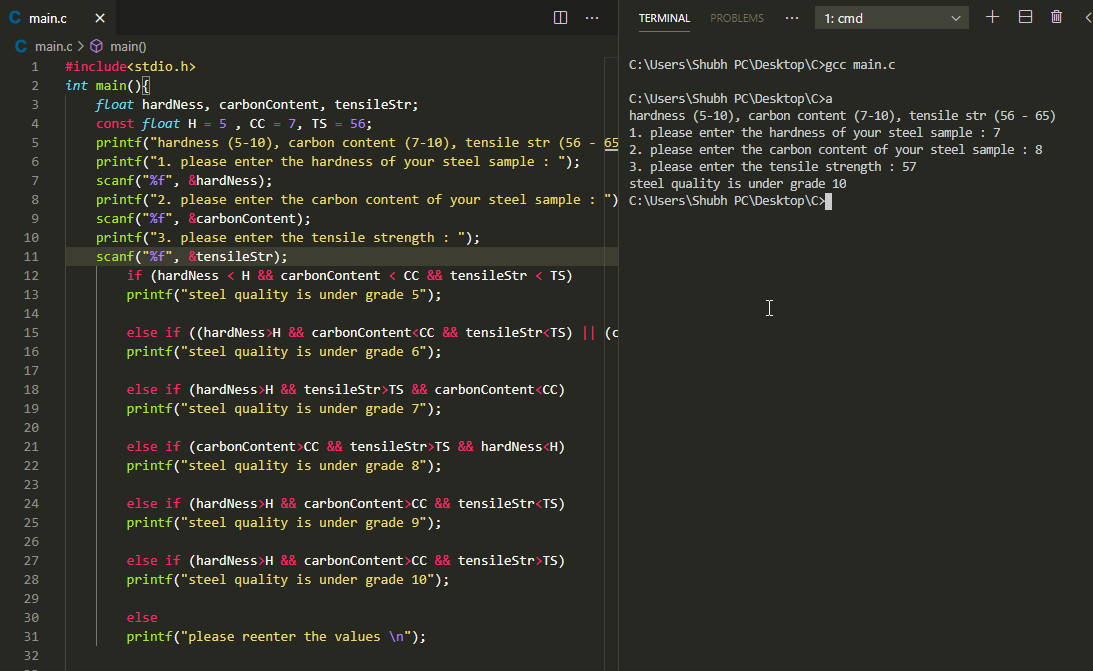 main.c
main.c > main()
1 #include<stdio.h>
2 int main(){
3 float hardNess, carbonContent, tensileStr;
4 const float H = 5 , CC = 7, TS = 56;
5 printf("hardness (5-10), carbon content (7-10), tensile str (56 - 65
6 printf("1. please enter the hardness of your steel sample : ");
7 scanf("%f", &hardNess);
8 printf("2. please enter the carbon content of your steel sample : ")
9 scanf("%f", &carbonContent);
10 printf("3. please enter the tensile strength : ");
11 scanf("%f", &tensileStr);
12 if (hardNess < H && carbonContent < CC && tensileStr < TS)
13 printf("steel quality is under grade 5");
14
15 else if ((hardNess>H && carbonContent<CC && tensileStr<TS) || (c
16 printf("steel quality is under grade 6");
17
18 else if (hardNess>H && tensileStr>TS && carbonContent<CC)
19 printf("steel quality is under grade 7");
20
21 else if (carbonContent>CC && tensileStr>TS && hardNess<H)
22 printf("steel quality is under grade 8");
23
24 else if (hardNess>H && carbonContent>CC && tensileStr<TS)
25 printf("steel quality is under grade 9");
26
27 else if (hardNess>H && carbonContent>CC && tensileStr>TS)
28 printf("steel quality is under grade 10");
29
30 else
31 printf("please reenter the values \n");
32
TERMINAL PROBLEMS ... 1: cmd
C:\Users\Shubh PC\Desktop\C>gcc main.c
C:\Users\Shubh PC\Desktop\C>a
hardness (5-10), carbon content (7-10), tensile str (56 - 65)
1. please enter the hardness of your steel sample : 7
2. please enter the carbon content of your steel sample : 8
3. please enter the tensile strength : 57
steel quality is under grade 10
C:\Users\Shubh PC\Desktop\C>